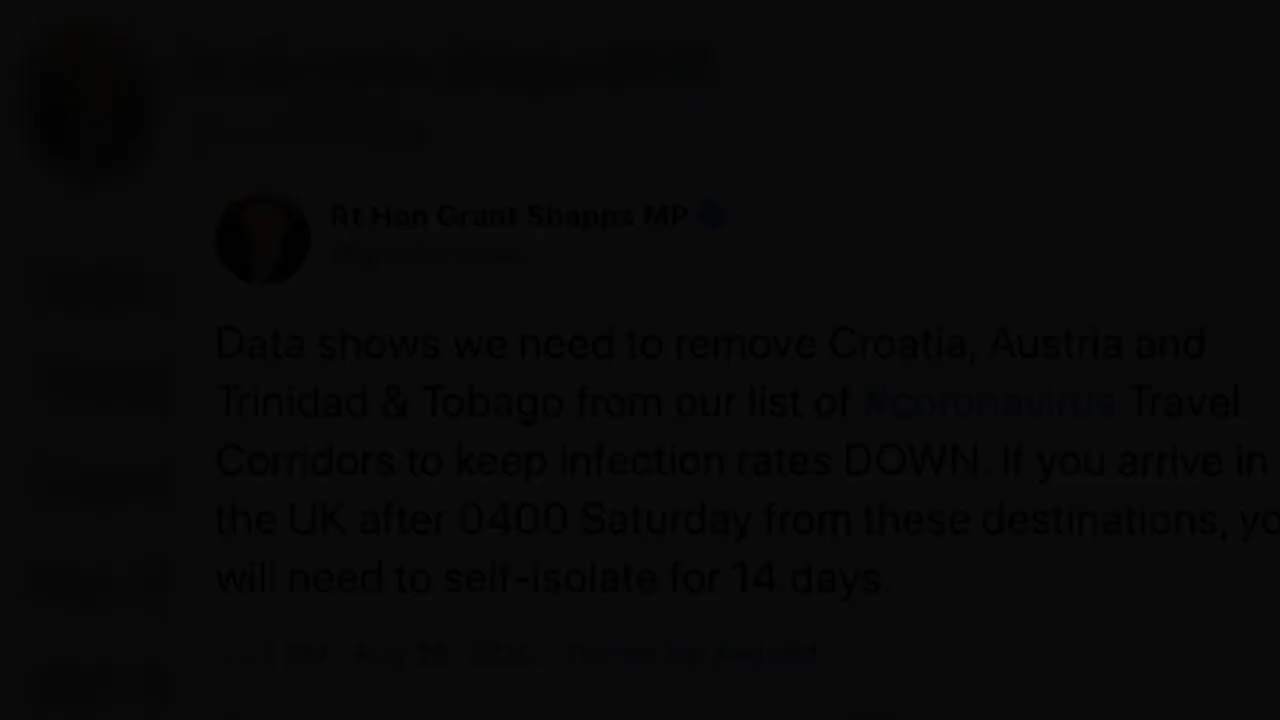 Rt Hon Grant Shapps MP
Data shows we need to remove Croatia, Austria and
Trinidad & Tobago from our list of #coronavirus Travel
Corridors to keep infection rates DOWN. If you arrive in
the UK after 0400 Saturday from these destinations, yo
will need to self-isolate for 14 days.